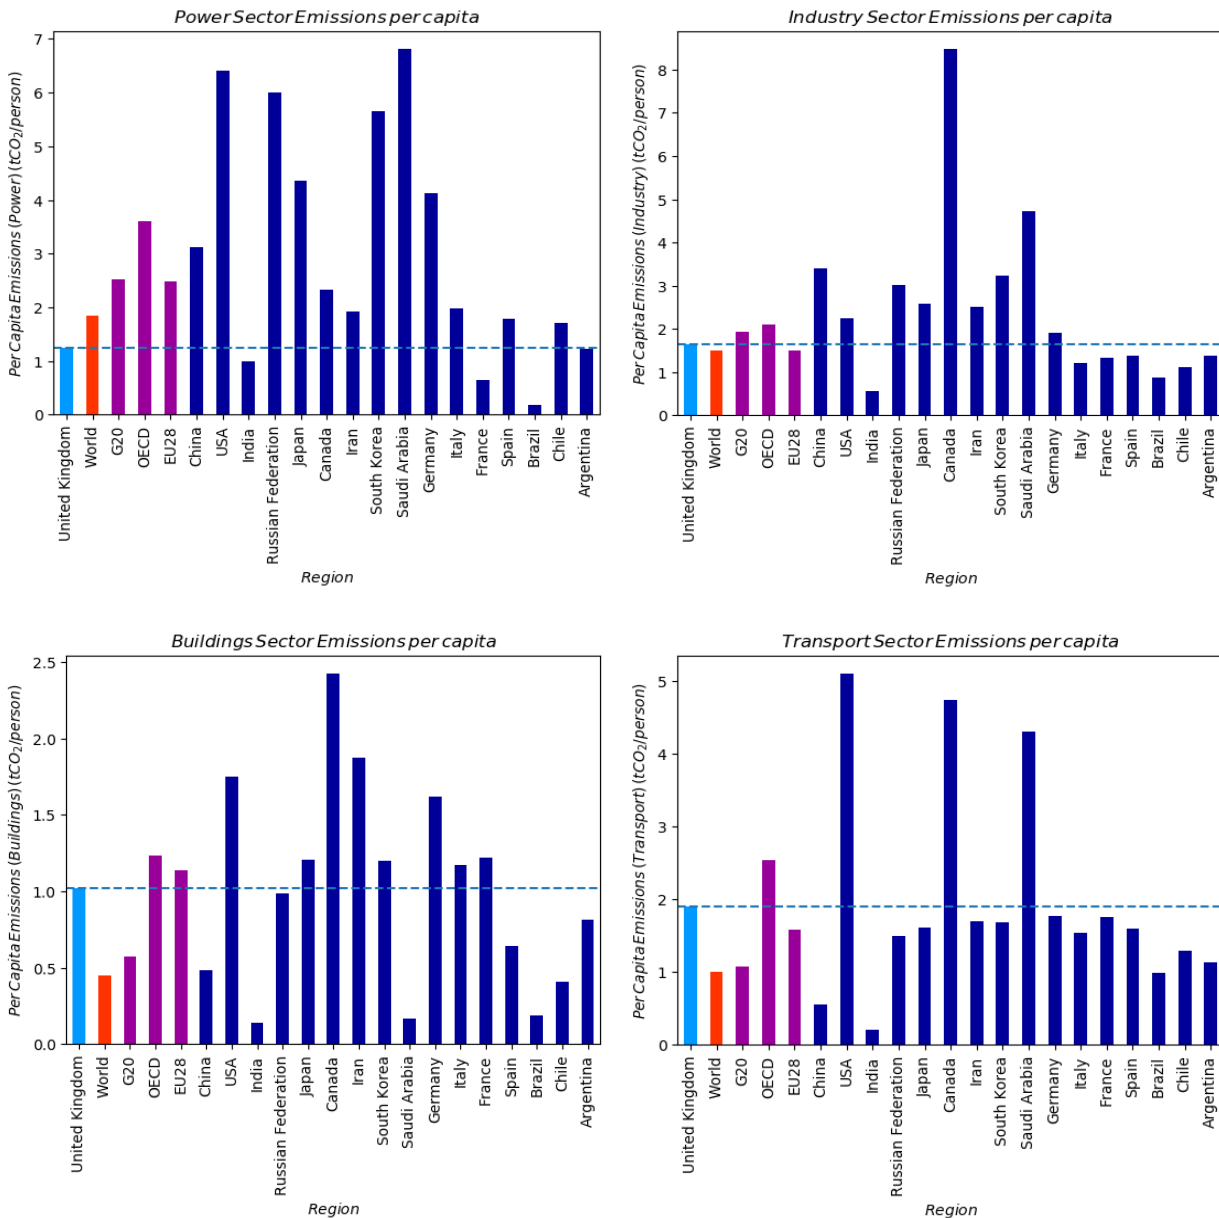 Power Sector Emissions per capita
Per Capita Emissions (Power) (tCO₂/person)
7
6
5
4
3
2
1
0
United Kingdom
World
G20
OECD
EU28
China
USA
India
Russian Federation
Japan
Canada
Iran
South Korea
Saudi Arabia
Germany
Italy
France
Spain
Brazil
Chile
Argentina
Region
Industry Sector Emissions per capita
Per Capita Emissions (Industry) (tCO₂/person)
8
7
6
5
4
3
2
1
0
United Kingdom
World
G20
OECD
EU28
China
USA
India
Russian Federation
Japan
Canada
Iran
South Korea
Saudi Arabia
Germany
Italy
France
Spain
Brazil
Chile
Argentina
Region
Buildings Sector Emissions per capita
Per Capita Emissions (Buildings) (tCO₂/person)
2.5
2.0
1.5
1.0
0.5
0.0
United Kingdom
World
G20
OECD
EU28
China
USA
India
Russian Federation
Japan
Canada
Iran
South Korea
Saudi Arabia
Germany
Italy
France
Spain
Brazil
Chile
Argentina
Region
Transport Sector Emissions per capita
Per Capita Emissions (Transport) (tCO₂/person)
5
4
3
2
1
0
United Kingdom
World
G20
OECD
EU28
China
USA
India
Russian Federation
Japan
Canada
Iran
South Korea
Saudi Arabia
Germany
Italy
France
Spain
Brazil
Chile
Argentina
Region